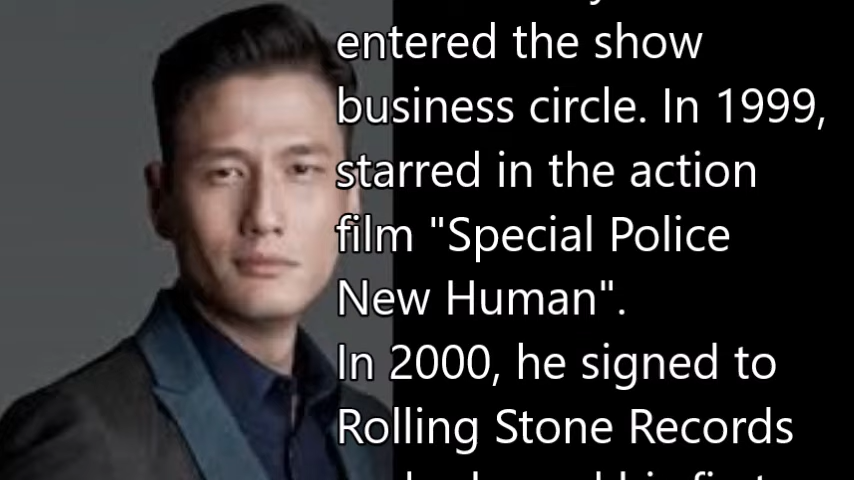 entered the show
business circle. In 1999,
starred in the action
film "Special Police
New Human".
In 2000, he signed to
Rolling Stone Records